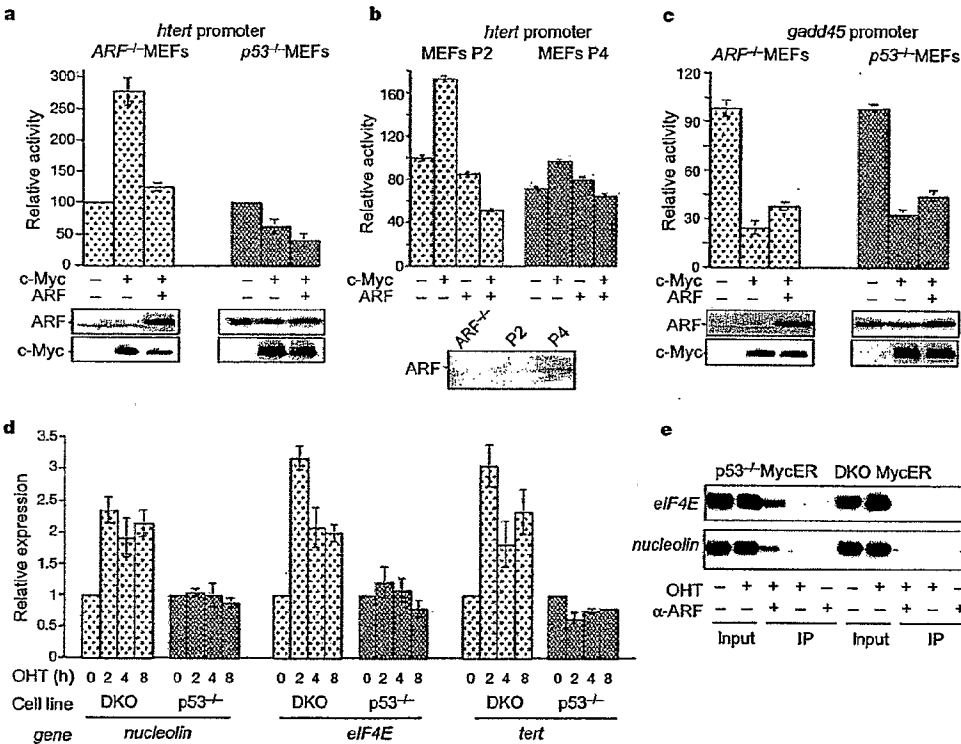 a
htert promoter
ARF–/–MEFs p53–/–MEFs
Relative activity
300
250
200
150
100
50
0
c-Myc – + + – + +
ARF – – + – – +
ARF
c-Myc
b
htert promoter
MEFs P2 MEFs P4
Relative activity
160
120
80
40
0
c-Myc – + – + – + – +
ARF – – + + – – + +
ARF–/– P2 P4
ARF
c
gadd45 promoter
ARF–/–MEFs p53–/–MEFs
Relative activity
120
90
60
30
0
c-Myc – + + – + +
ARF – – + – – +
ARF
c-Myc
d
Relative expression
3.5
3
2.5
2
1.5
1
0.5
0
OHT (h) 0 2 4 8 0 2 4 8 0 2 4 8 0 2 4 8 0 2 4 8 0 2 4 8
Cell line DKO p53–/– DKO p53–/– DKO p53–/–
gene nucleolin eIF4E tert
e
p53–/–MycER DKO MycER
eIF4E
nucleolin
OHT – + + + – – + + + –
α-ARF + – + + – +
Input IP Input IP